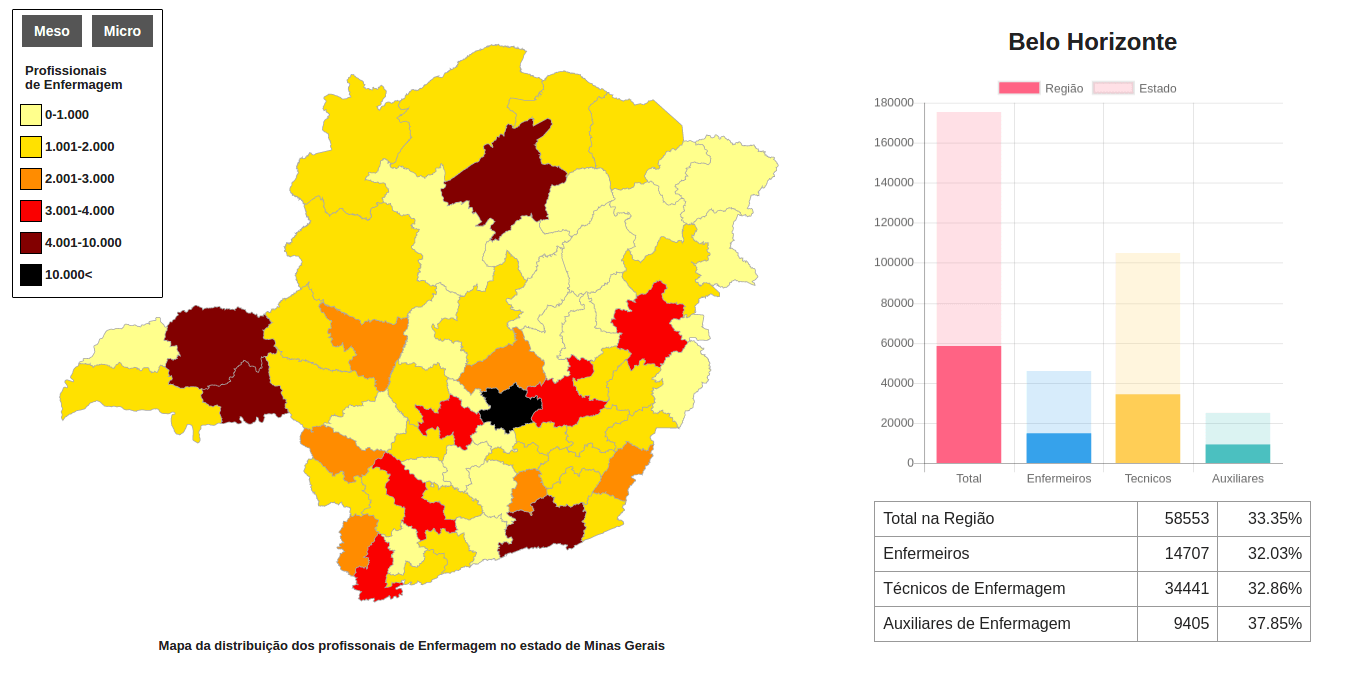 Meso Micro
Profissionais
de Enfermagem
0-1.000
1.001-2.000
2.001-3.000
3.001-4.000
4.001-10.000
10.000<
Mapa da distribuição dos profissonais de Enfermagem no estado de Minas Gerais
Belo Horizonte
Região Estado
180000
160000
140000
120000
100000
80000
60000
40000
20000
0
Total Enfermeiros Tecnicos Auxiliares
Total na Região 58553 33.35%
Enfermeiros 14707 32.03%
Técnicos de Enfermagem 34441 32.86%
Auxiliares de Enfermagem 9405 37.85%